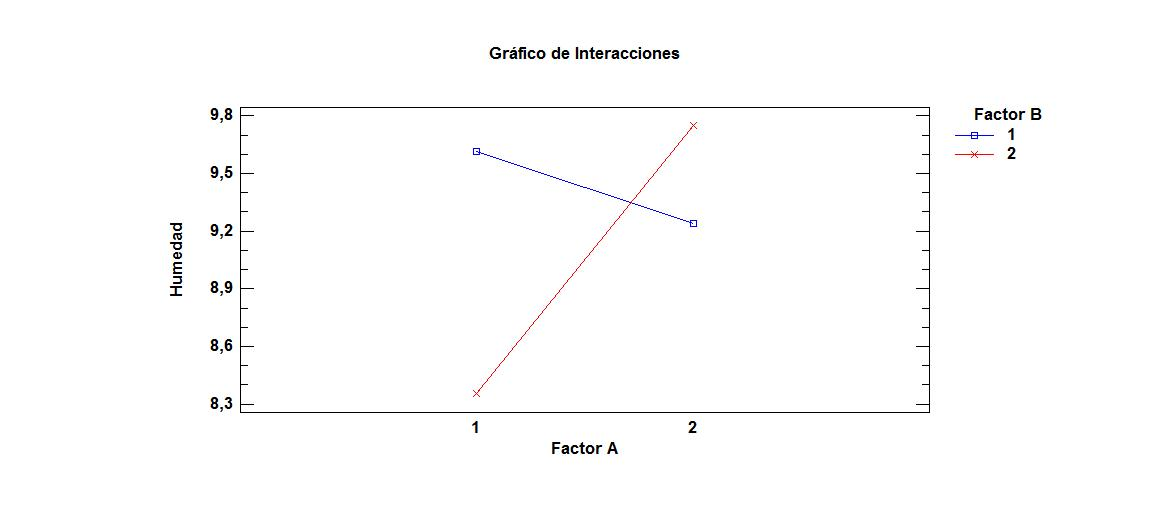 Gráfico de Interacciones
Factor B
1
2
9,8
9,5
9,2
8,9
8,6
8,3
Humedad
1 2
Factor A